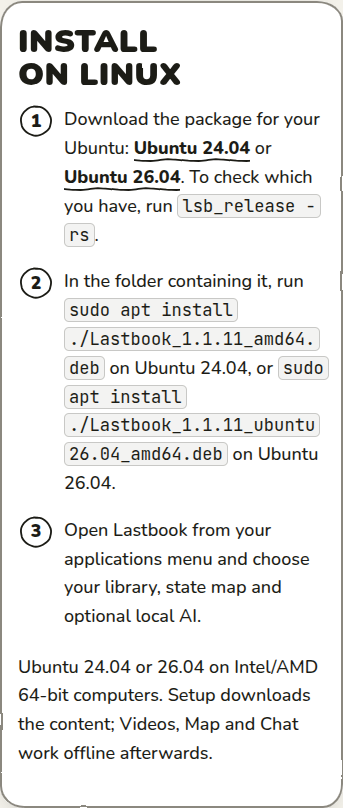 INSTALL
ON LINUX
1 Download the package for your
Ubuntu: Ubuntu 24.04 or
Ubuntu 26.04. To check which
you have, run lsb_release -
rs.
2 In the folder containing it, run
sudo apt install
./Lastbook_1.1.11_amd64.
deb on Ubuntu 24.04, or sudo
apt install
./Lastbook_1.1.11_ubuntu
26.04_amd64.deb on Ubuntu
26.04.
3 Open Lastbook from your
applications menu and choose
your library, state map and
optional local AI.
Ubuntu 24.04 or 26.04 on Intel/AMD
64-bit computers. Setup downloads
the content; Videos, Map and Chat
work offline afterwards.